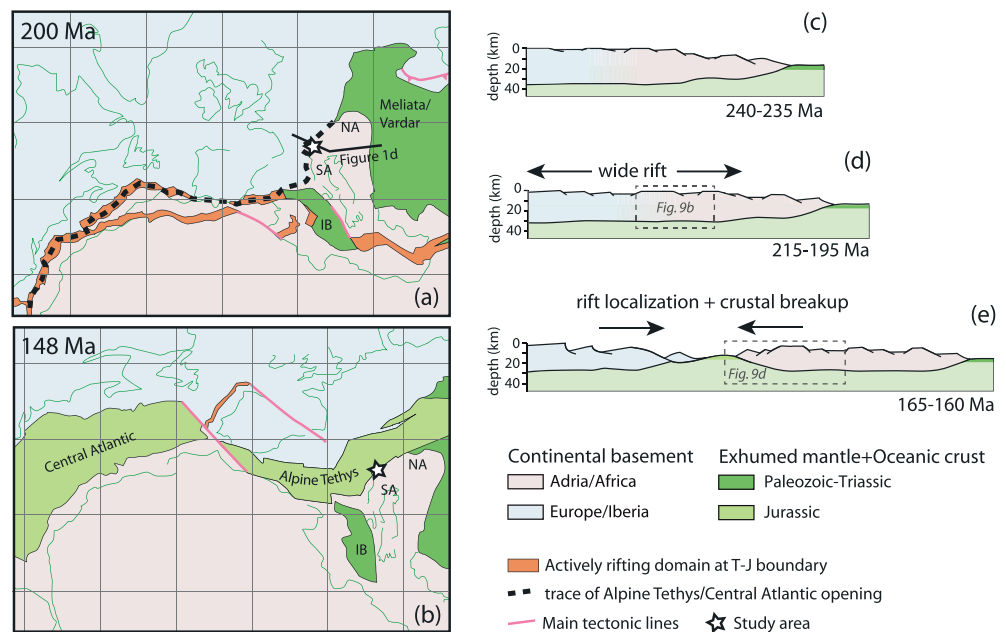 200 Ma
Meliata/
Vardar
NA
Figure 1d
SA
IB
(a)
148 Ma
Central Atlantic
Alpine Tethys
NA
SA
IB
(b)
(c)
depth (km)
0
20
40
240-235 Ma
(d)
wide rift
depth (km)
0
20
40
Fig. 9b
215-195 Ma
(e)
rift localization + crustal breakup
depth (km)
0
20
40
Fig. 9d
165-160 Ma
Continental basement
Adria/Africa
Europe/Iberia
Exhumed mantle+Oceanic crust
Paleozoic-Triassic
Jurassic
Actively rifting domain at T-J boundary
trace of Alpine Tethys/Central Atlantic opening
Main tectonic lines
Study area